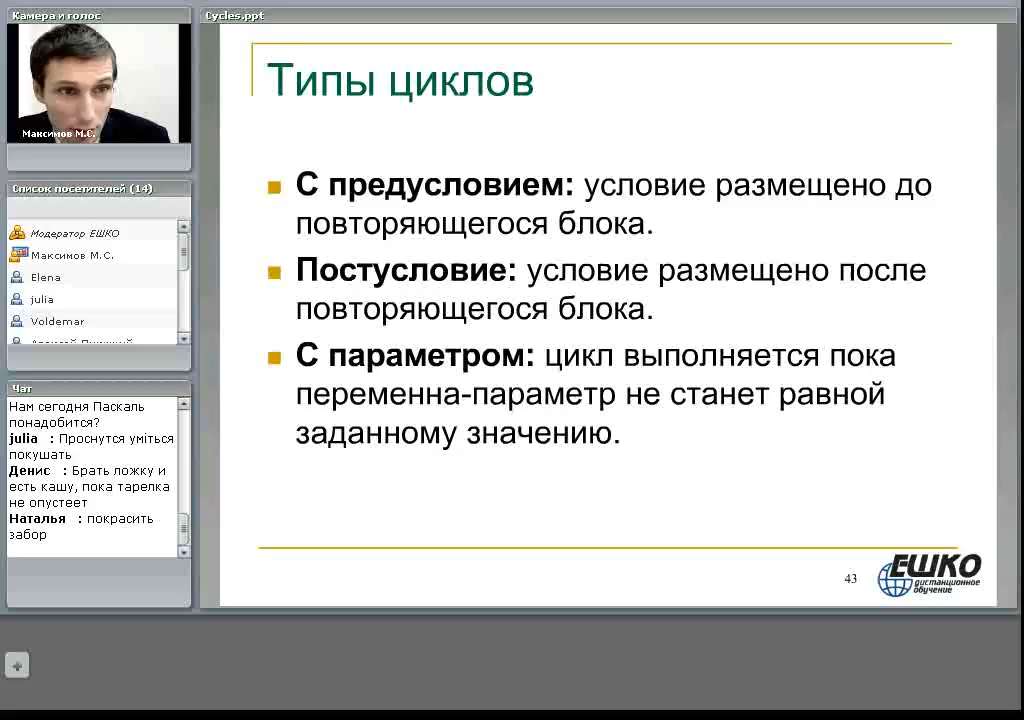 Камера и голос
Максимов М.С.
Список посетителей (14)
Модератор ЕШКО
Максимов М.С.
Elena
julia
Voldemar
Чат
Нам сегодня Паскаль
понадобится?
julia : Проснутся уміться
покушать
Денис : Брать ложку и
есть кашу, пока тарелка
не опустеет
Наталья : покрасить
забор
Cycles.ppt
Типы циклов
С предусловием: условие размещено до
повторяющегося блока.
Постусловие: условие размещено после
повторяющегося блока.
С параметром: цикл выполняется пока
переменна-параметр не станет равной
заданному значению.
43
ЕШКО
дистанционное
обучение